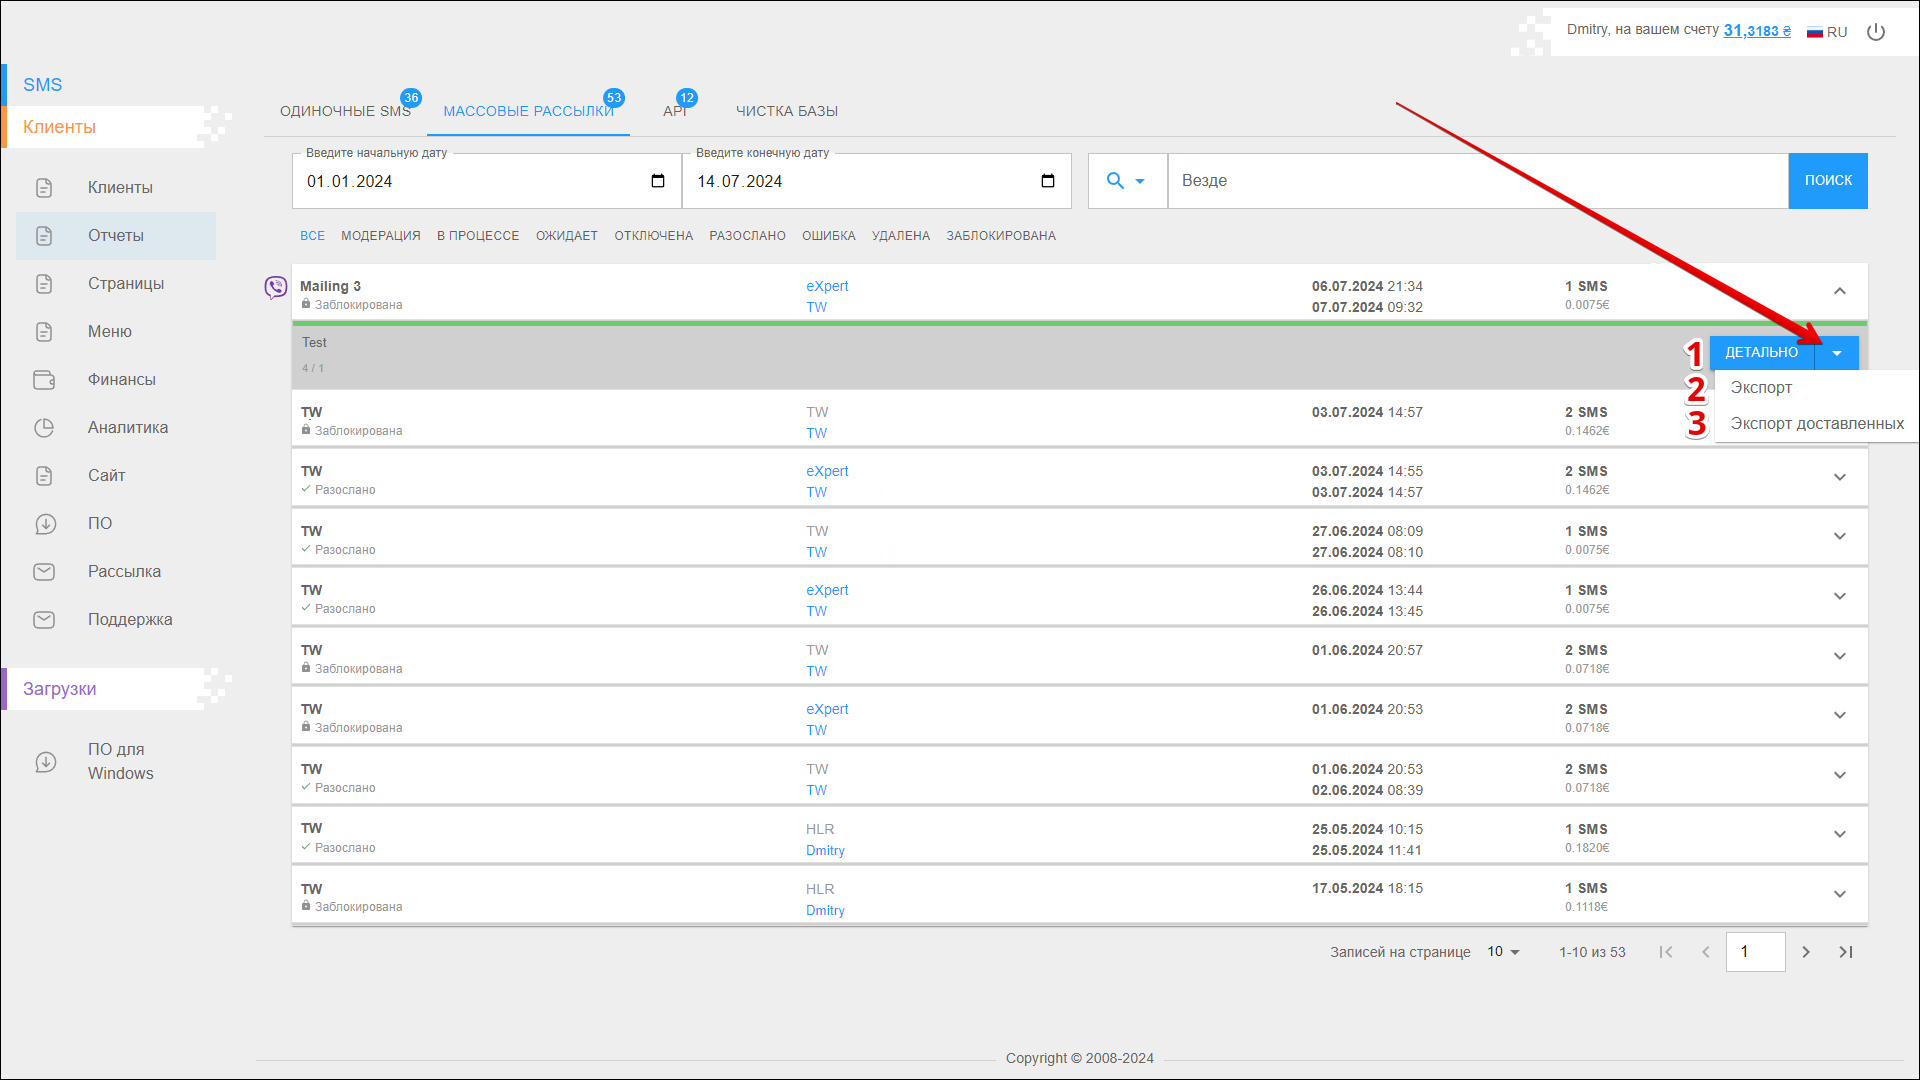 Dmitry, на вашем счету 31,3183 ₴ RU
SMS
Клиенты
Клиенты
Отчеты
Страницы
Меню
Финансы
Аналитика
Сайт
ПО
Рассылка
Поддержка
Загрузки
ПО для
Windows
ОДИНОЧНЫЕ SMS 36 МАССОВЫЕ РАССЫЛКИ 53 API 12 ЧИСТКА БАЗЫ
Введите начальную дату Введите конечную дату
01.01.2024 14.07.2024 Везде ПОИСК
ВСЕ МОДЕРАЦИЯ В ПРОЦЕССЕ ОЖИДАЕТ ОТКЛЮЧЕНА РАЗОСЛАНО ОШИБКА УДАЛЕНА ЗАБЛОКИРОВАНА
Mailing 3 eXpert 06.07.2024 21:34 1 SMS
Заблокирована TW 07.07.2024 09:32 0.0075€
Test 1 ДЕТАЛЬНО
4 / 1
2 Экспорт
3 Экспорт доставленных
TW TW 03.07.2024 14:57 2 SMS
Заблокирована TW 0.1462€
TW eXpert 03.07.2024 14:55 2 SMS
Разослано TW 03.07.2024 14:57 0.1462€
TW TW 27.06.2024 08:09 1 SMS
Разослано TW 27.06.2024 08:10 0.0075€
TW eXpert 26.06.2024 13:44 1 SMS
Разослано TW 26.06.2024 13:45 0.0075€
TW TW 01.06.2024 20:57 2 SMS
Заблокирована TW 0.0718€
TW eXpert 01.06.2024 20:53 2 SMS
Заблокирована TW 0.0718€
TW TW 01.06.2024 20:53 2 SMS
Разослано TW 02.06.2024 08:39 0.0718€
TW HLR 25.05.2024 10:15 1 SMS
Разослано Dmitry 25.05.2024 11:41 0.1820€
TW HLR 17.05.2024 18:15 1 SMS
Заблокирована Dmitry 0.1118€
Записей на странице 10 1-10 из 53 1
Copyright © 2008-2024